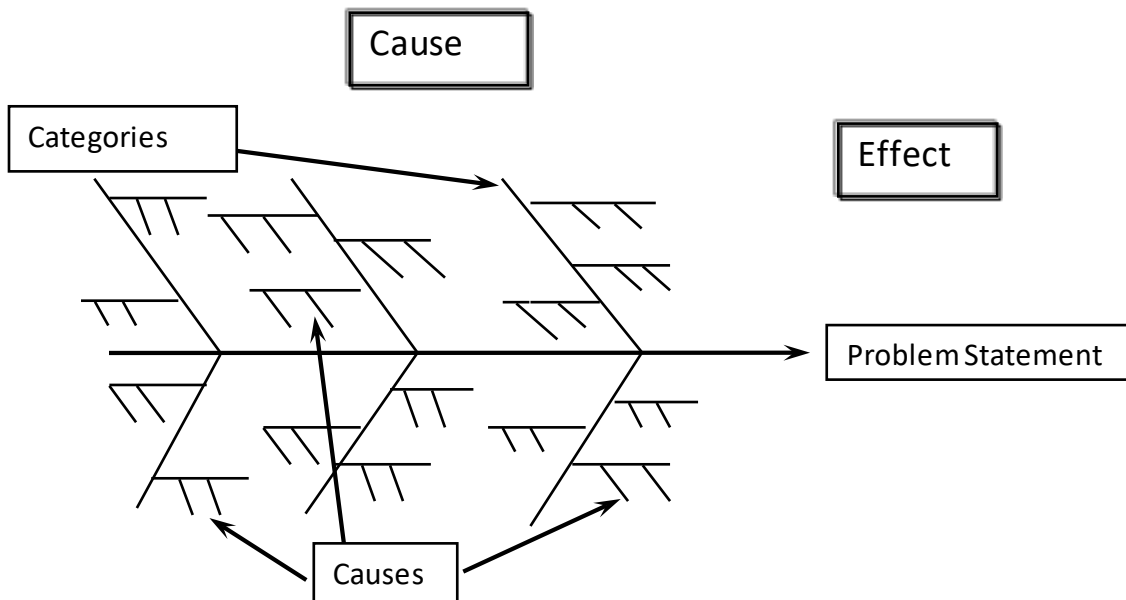 Cause
Categories
Effect
Problem Statement
Causes